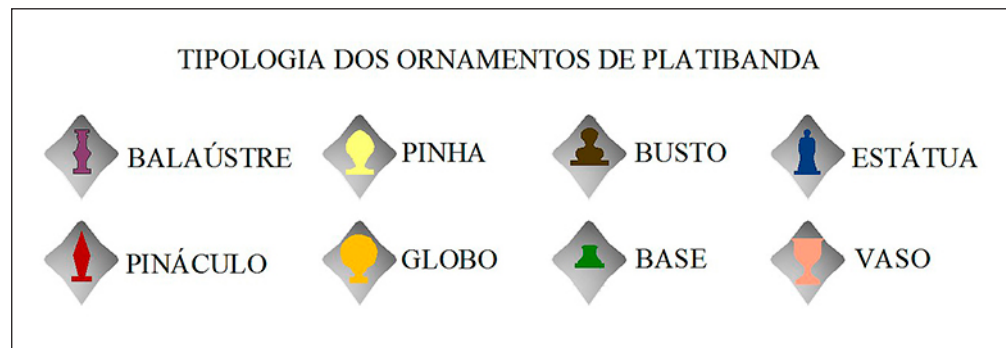 TIPOLOGIA DOS ORNAMENTOS DE PLATIBANDA
BALAÚSTRE PINHA BUSTO ESTÁTUA
PINÁCULO GLOBO BASE VASO